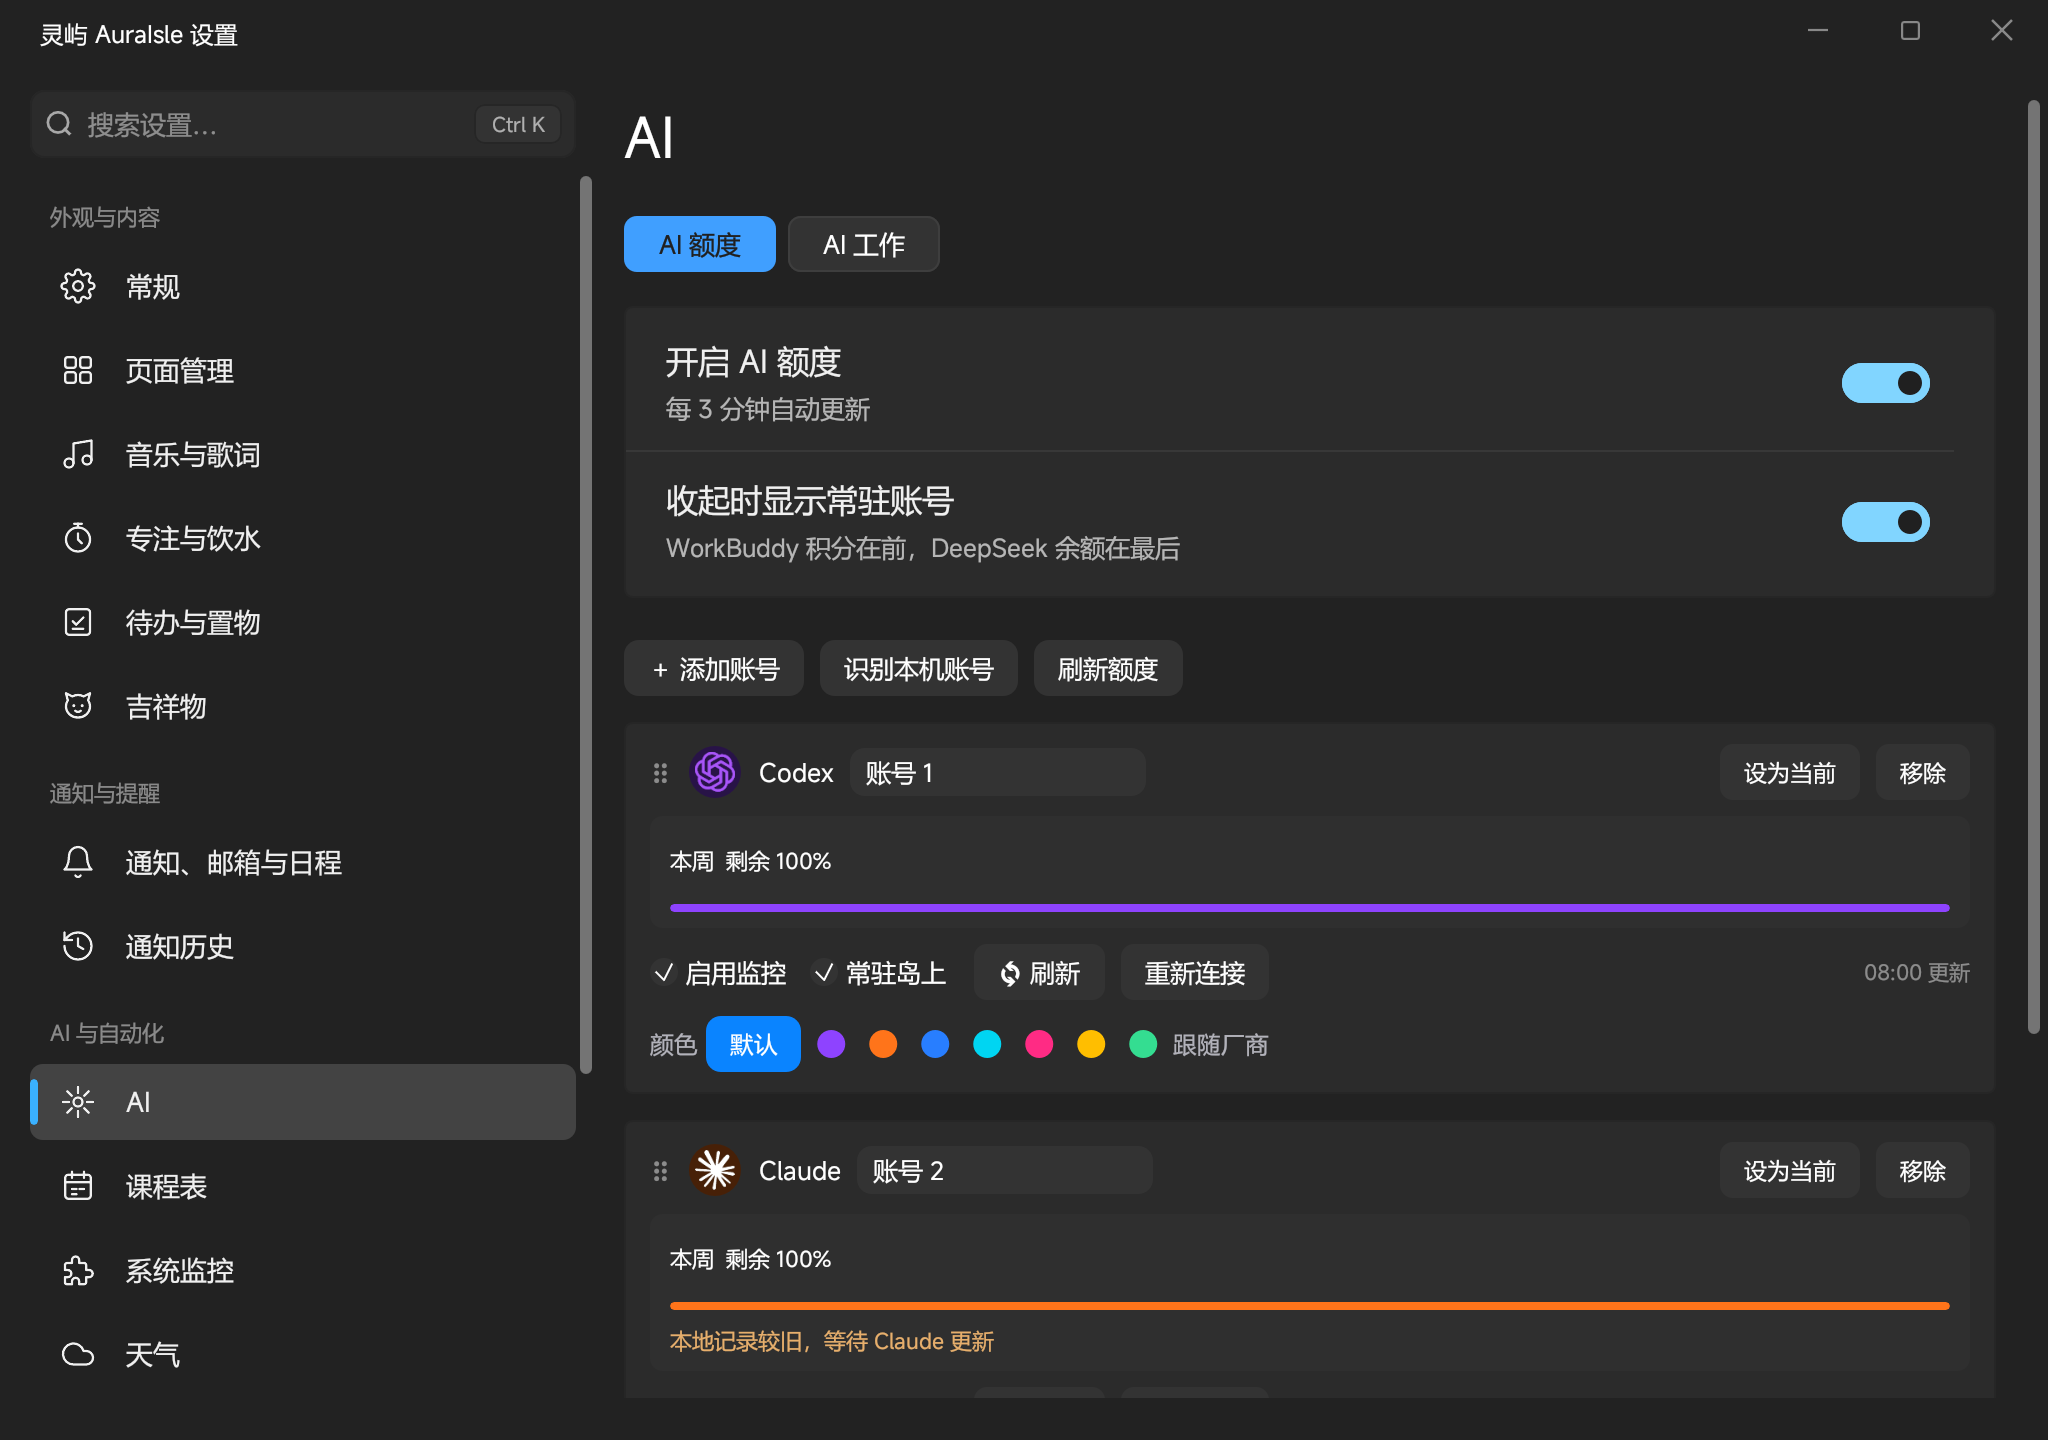 灵屿 AuraIsle 设置
搜索设置...
Ctrl K
外观与内容
常规
页面管理
音乐与歌词
专注与饮水
待办与置物
吉祥物
通知与提醒
通知、邮箱与日程
通知历史
AI 与自动化
AI
课程表
系统监控
天气
AI
AI 额度
AI 工作
开启 AI 额度
每 3 分钟自动更新
收起时显示常驻账号
WorkBuddy 积分在前，DeepSeek 余额在最后
+ 添加账号
识别本机账号
刷新额度
Codex
账号 1
设为当前
移除
本周 剩余 100%
启用监控
常驻岛上
刷新
重新连接
08:00 更新
颜色
默认
跟随厂商
Claude
账号 2
设为当前
移除
本周 剩余 100%
本地记录较旧，等待 Claude 更新